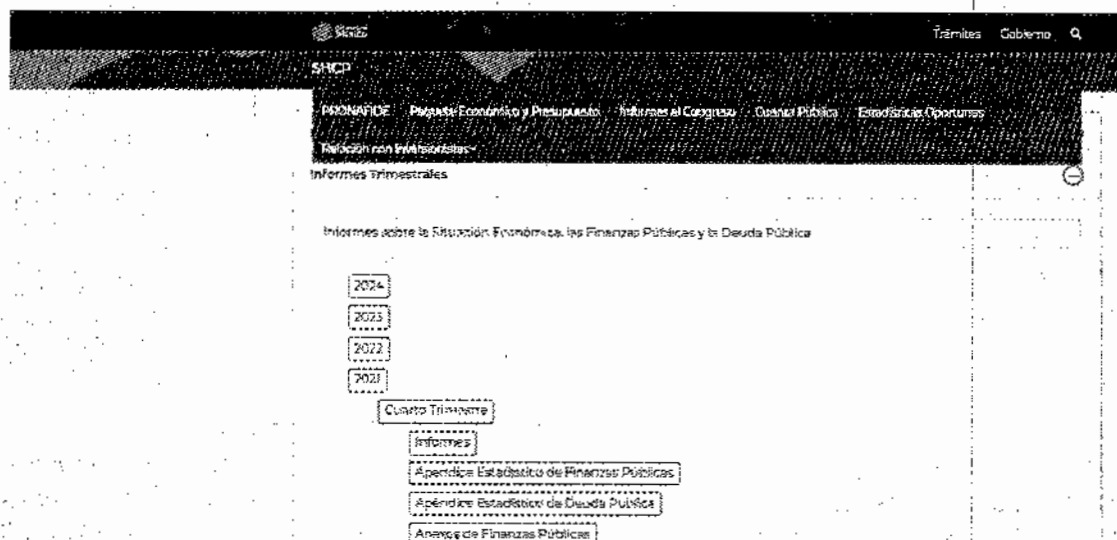 Trámites Gobierno
SHCP
PRONAFIDE Paquete Económico y Presupuesto Informes al Congreso Cuenta Pública Estadísticas Oportunas
Relación con Inversionistas
Informes Trimestrales
Informes sobre la Situación Económica, las Finanzas Públicas y la Deuda Pública
2024
2023
2022
2021
Cuarto Trimestre
Informes
Apéndice Estadístico de Finanzas Públicas
Apéndice Estadístico de Deuda Pública
Anexos de Finanzas Públicas